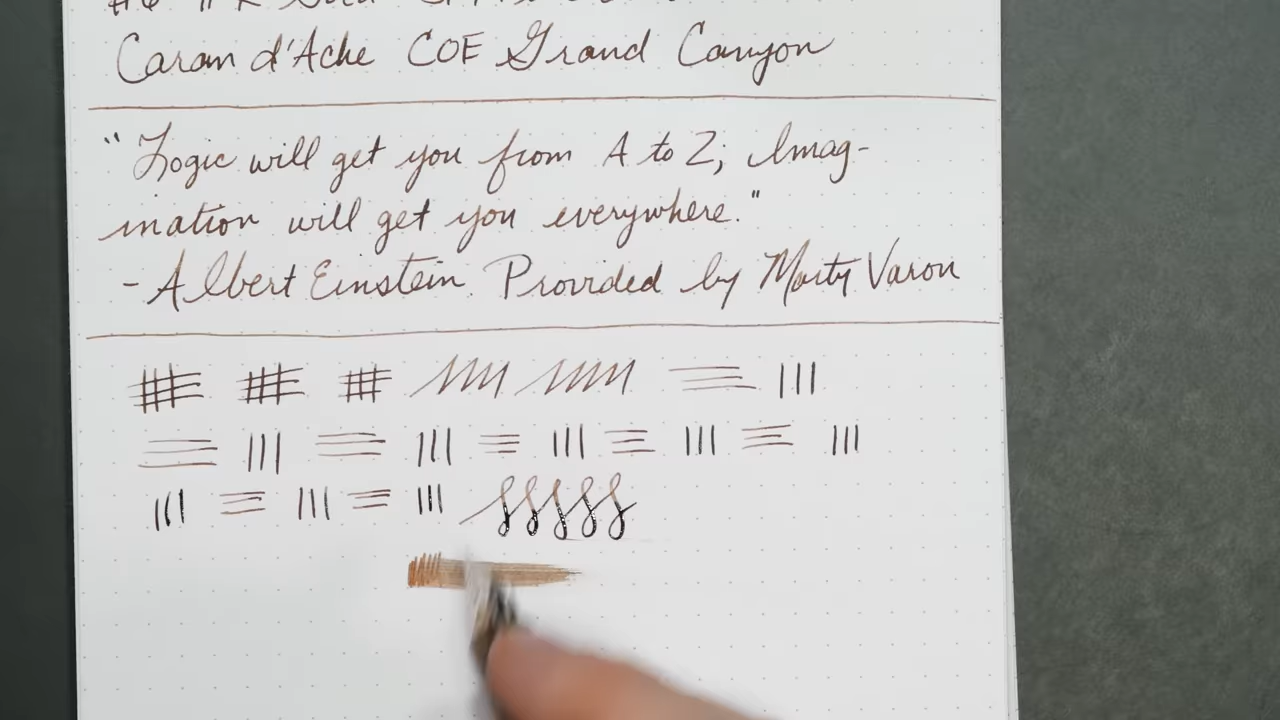 Caran d'Ache COE Grand Canyon
"Logic will get you from A to Z; Imag-
ination will get you everywhere."
- Albert Einstein. Provided by Marty Varon